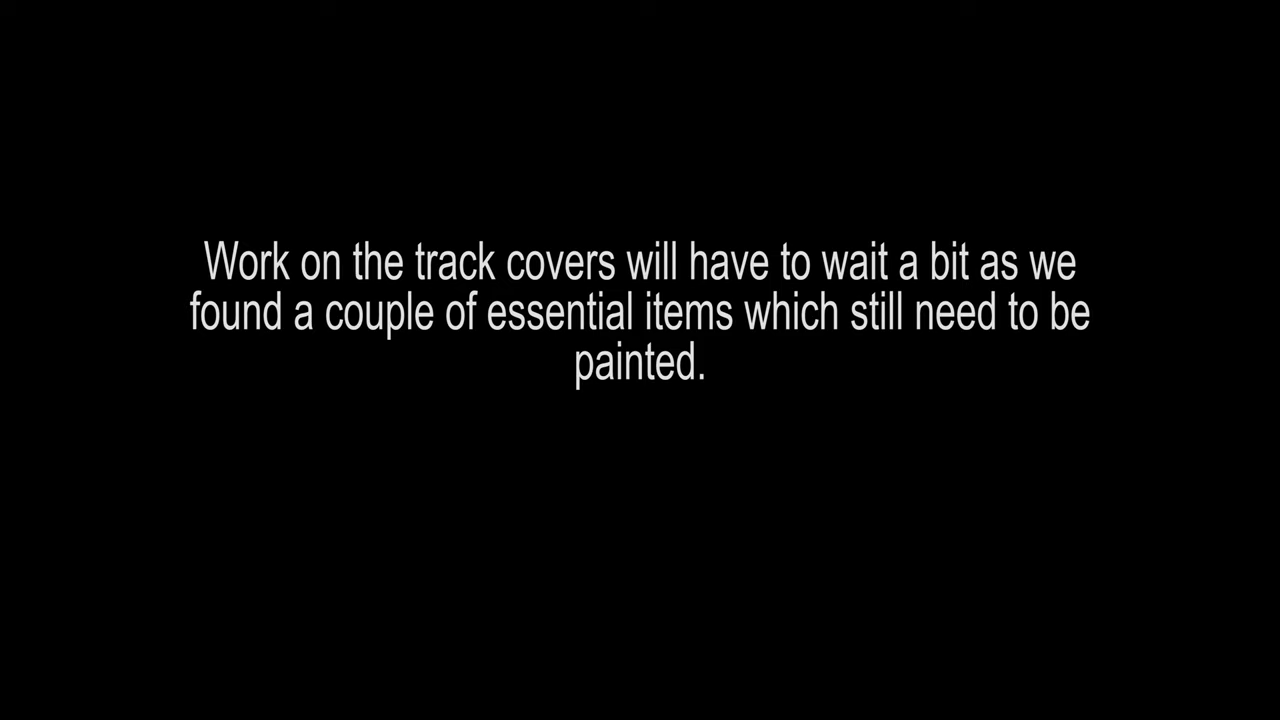 Work on the track covers will have to wait a bit as we
found a couple of essential items which still need to be
painted.